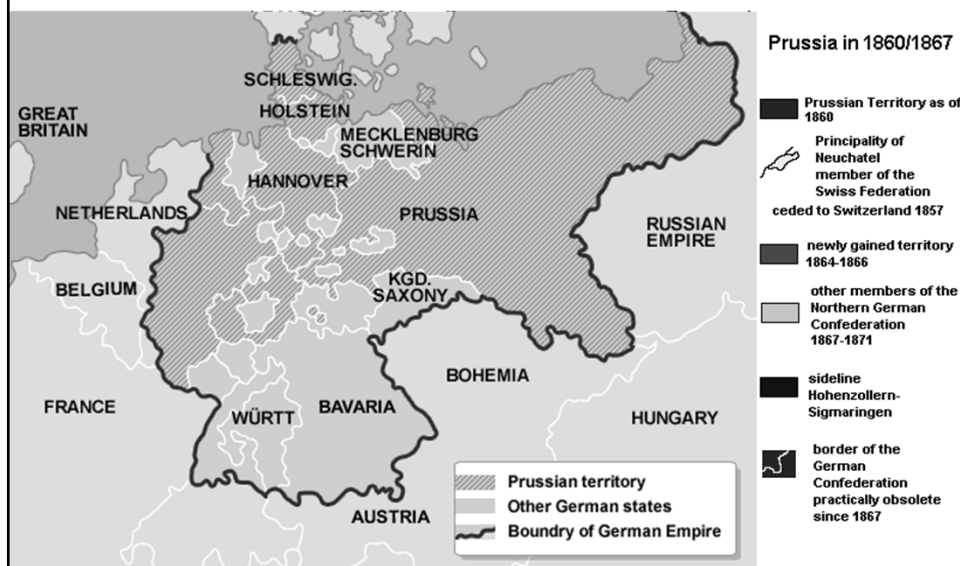 SCHLESWIG.
HOLSTEIN
GREAT
BRITAIN
MECKLENBURG
SCHWERIN
HANNOVER
NETHERLANDS
PRUSSIA
RUSSIAN
EMPIRE
BELGIUM
KGD.
SAXONY
BOHEMIA
FRANCE
WÜRTT
BAVARIA
HUNGARY
AUSTRIA
Prussian territory
Other German states
Boundry of German Empire
Prussia in 1860/1867
Prussian Territory as of
1860
Principality of
Neuchatel
member of the
Swiss Federation
ceded to Switzerland 1857
newly gained territory
1864-1866
other members of the
Northern German
Confederation
1867-1871
sideline
Hohenzollern-
Sigmaringen
border of the
German
Confederation
practically obsolete
since 1867